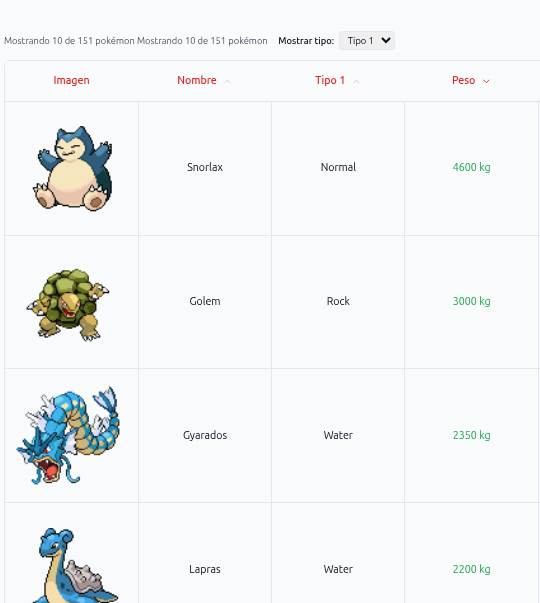 Mostrando 10 de 151 pokémon Mostrando 10 de 151 pokémon Mostrar tipo: Tipo 1
Imagen Nombre Tipo 1 Peso
Snorlax Normal 4600 kg
Golem Rock 3000 kg
Gyarados Water 2350 kg
Lapras Water 2200 kg